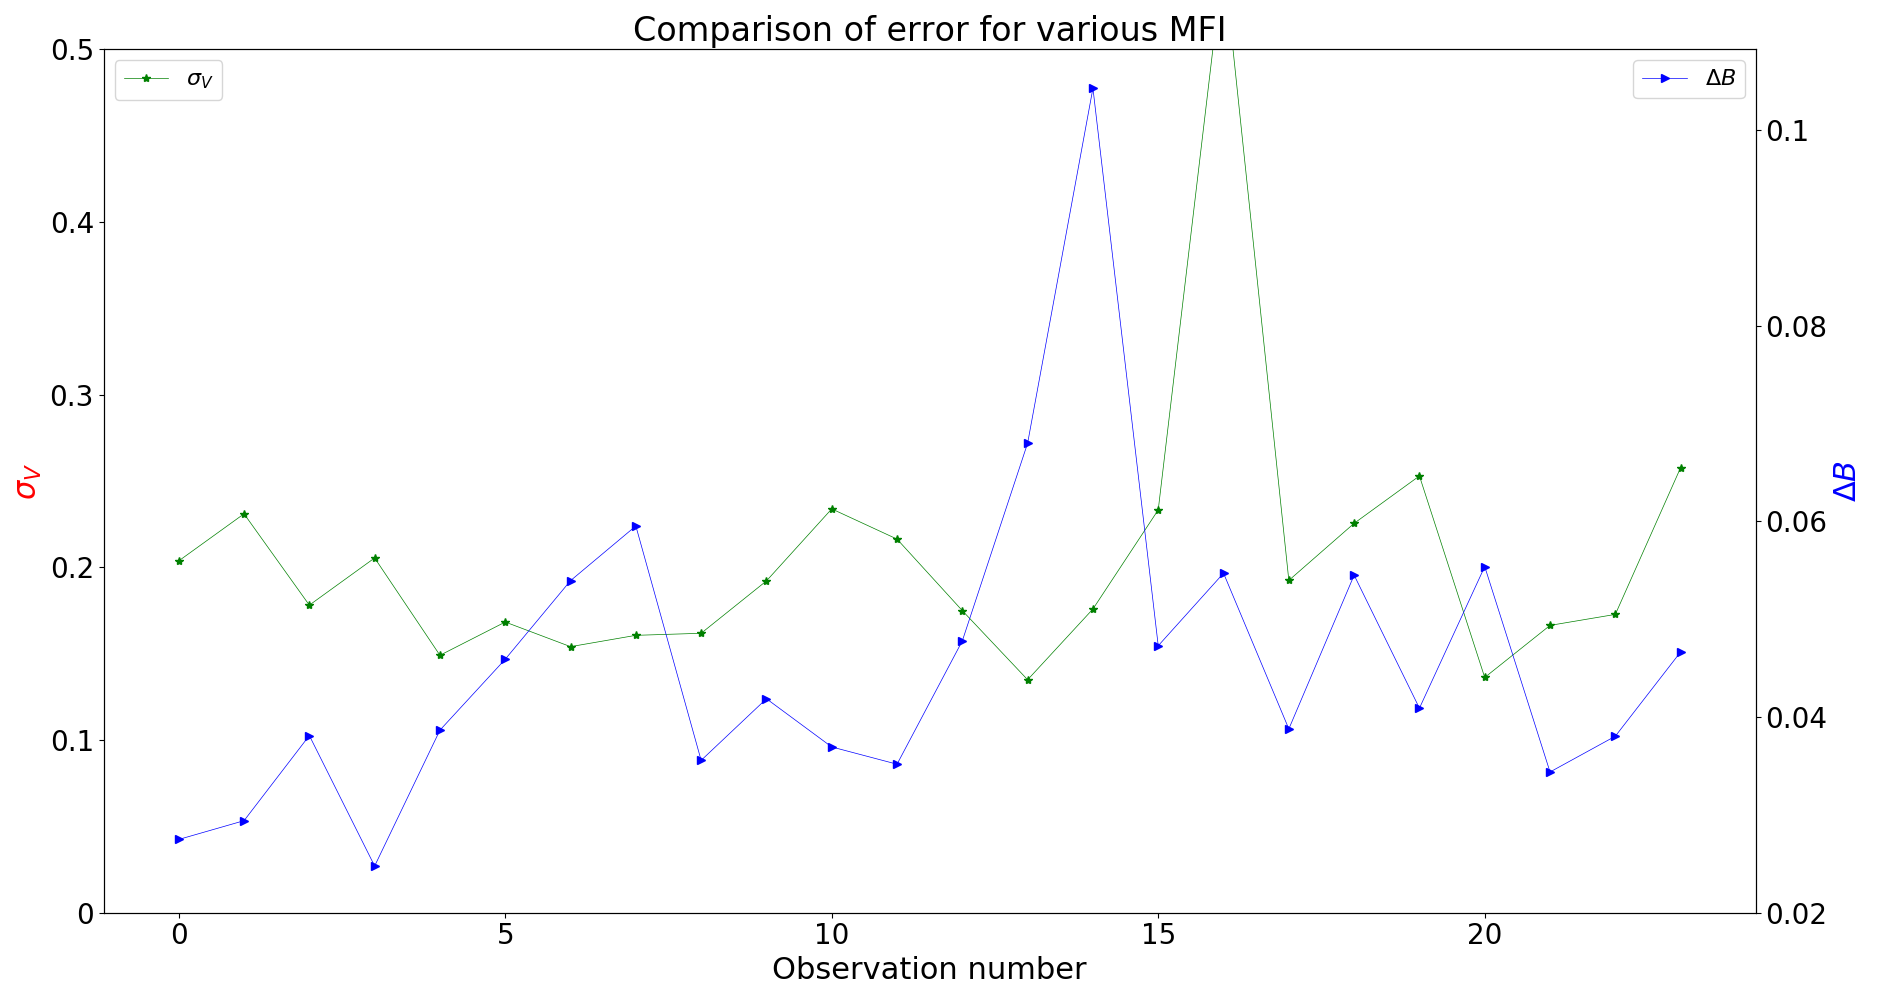 Comparison of error for various MFI
σV
ΔB
0.5
0.4
0.3
0.2
0.1
0
σV
0.1
0.08
0.06
0.04
0.02
ΔB
0 5 10 15 20
Observation number